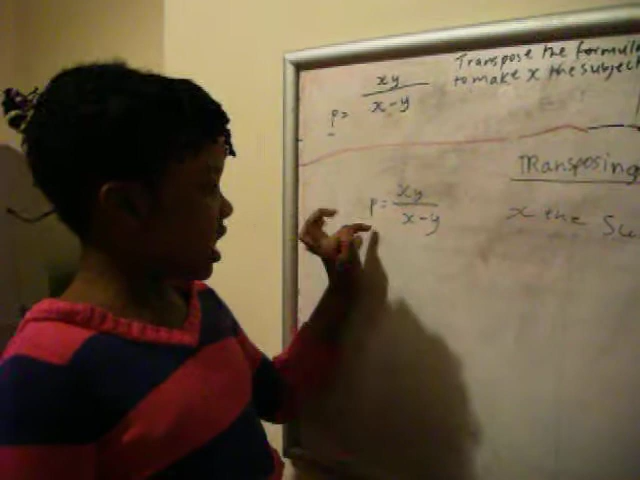 Transpose the formula
to make x the subject
p = xy / x-y
TRansposing
p = xy / x-y
x the Su